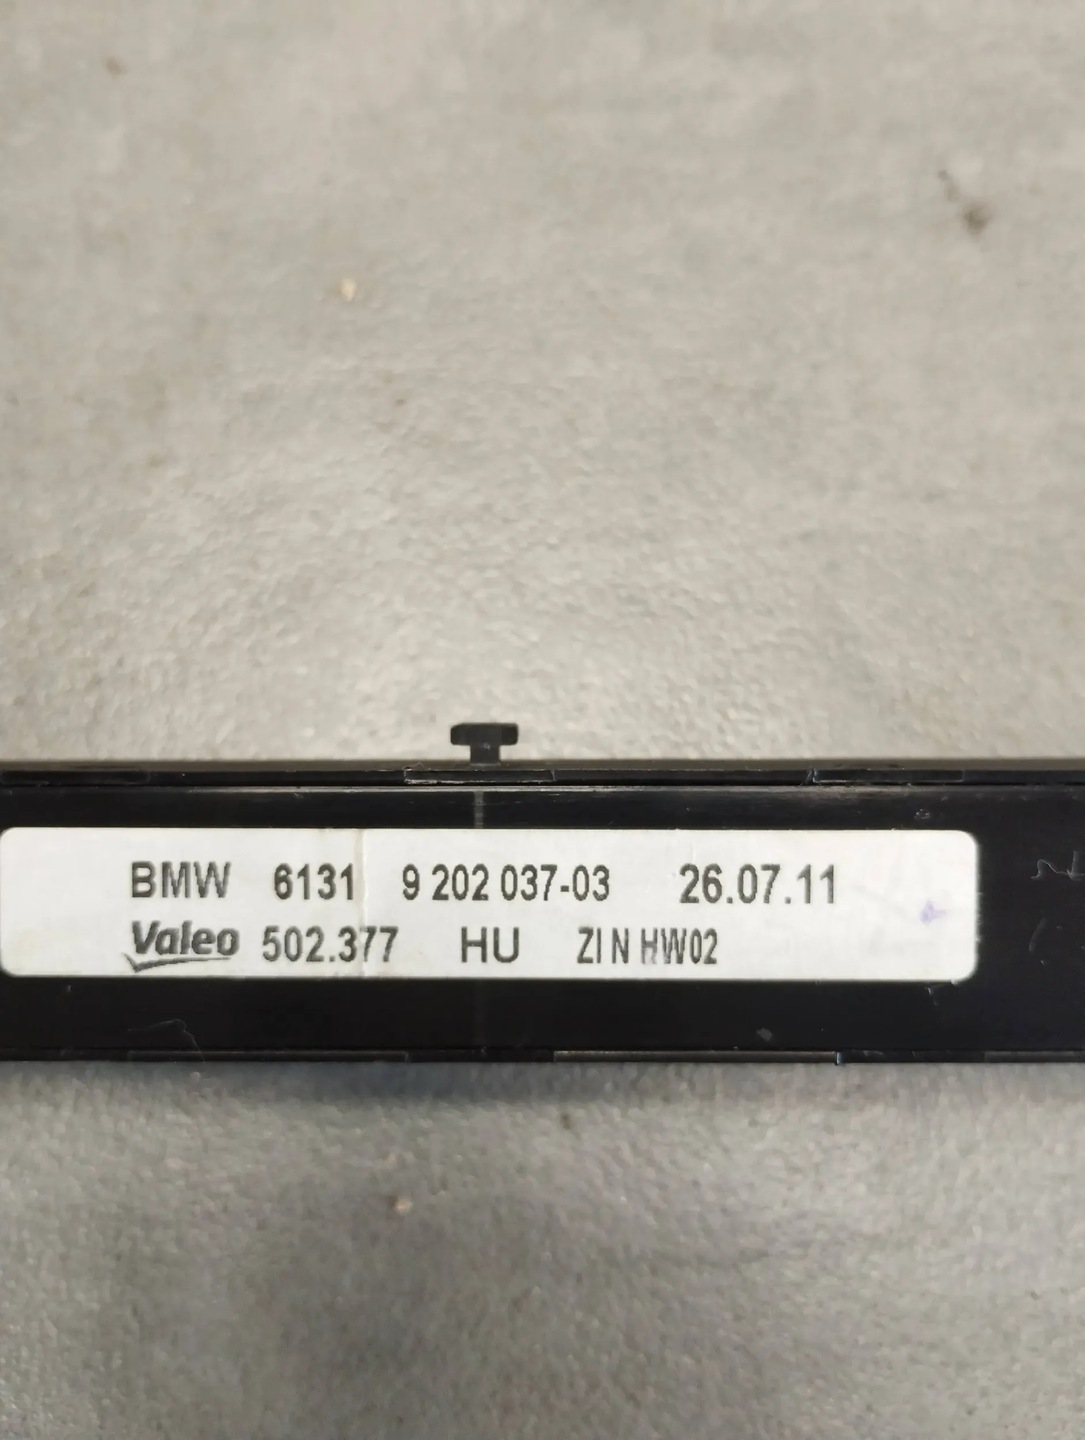 BMW 6131 9 202 037-03 26.07.11
Valeo 502.377 HU ZI N HW02